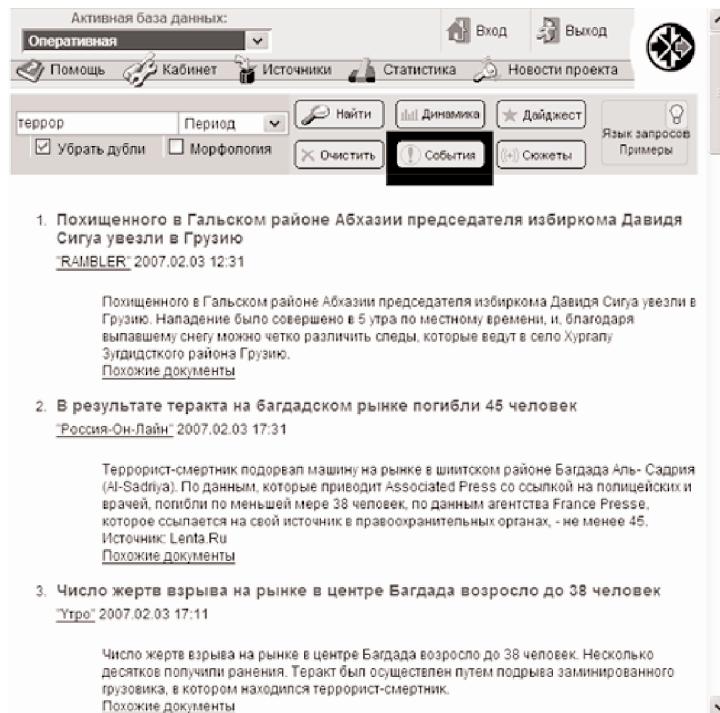 Активная база данных:
Оперативная
Вход
Выход
Помощь
Кабинет
Источники
Статистика
Новости проекта
террор
Период
Найти
Динамика
Дайджест
Язык запросов
Примеры
Убрать дубли
Морфология
Очистить
События
Сюжеты
1. Похищенного в Гальском районе Абхазии председателя избиркома Давидя
Сигуа увезли в Грузию
"RAMBLER" 2007.02.03 12:31
Похищенного в Гальском районе Абхазии председателя избиркома Давидя Сигуа увезли в
Грузию. Нападение было совершено в 5 утра по местному времени, и, благодаря
выпавшему снегу можно четко различить следы, которые ведут в село Хургалу
Зугдидсткого района Грузию.
Похожие документы
2. В результате теракта на багдадском рынке погибли 45 человек
"Россия-Он-Лайн" 2007.02.03 17:31
Террорист-смертник подорвал машину на рынке в шиитском районе Багдада Аль- Садрия
(Al-Sadriya). По данным, которые приводит Associated Press со ссылкой на полицейских и
врачей, погибли по меньшей мере 38 человек, по данным агентства France Presse,
которое ссылается на свой источник в правоохранительных органах, - не менее 45.
Источник: Lenta.Ru
Похожие документы
3. Число жертв взрыва на рынке в центре Багдада возросло до 38 человек
"Утро" 2007.02.03 17:11
Число жертв взрыва на рынке в центре Багдада возросло до 38 человек. Несколько
десятков получили ранения. Теракт был осуществлен путем подрыва заминированного
грузовика, в котором находился террорист-смертник.
Похожие документы